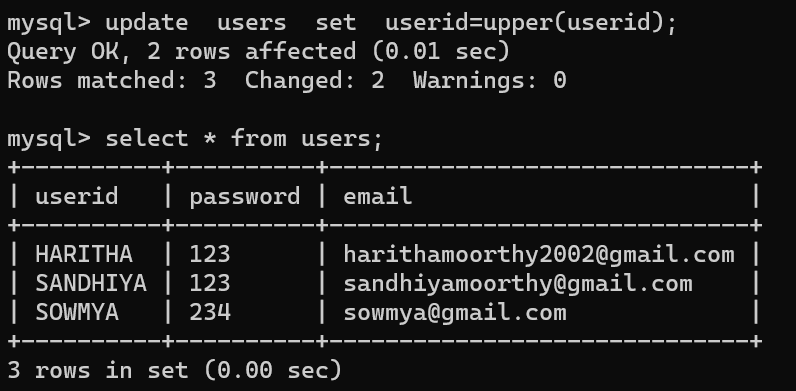 mysql> update  users  set  userid=upper(userid);
Query OK, 2 rows affected (0.01 sec)
Rows matched: 3  Changed: 2  Warnings: 0

mysql> select * from users;
+----------+----------+------------------------------+
| userid   | password | email                        |
+----------+----------+------------------------------+
| HARITHA  | 123      | harithamoorthy2002@gmail.com |
| SANDHIYA | 123      | sandhiyamoorthy@gmail.com    |
| SOWMYA   | 234      | sowmya@gmail.com             |
+----------+----------+------------------------------+
3 rows in set (0.00 sec)